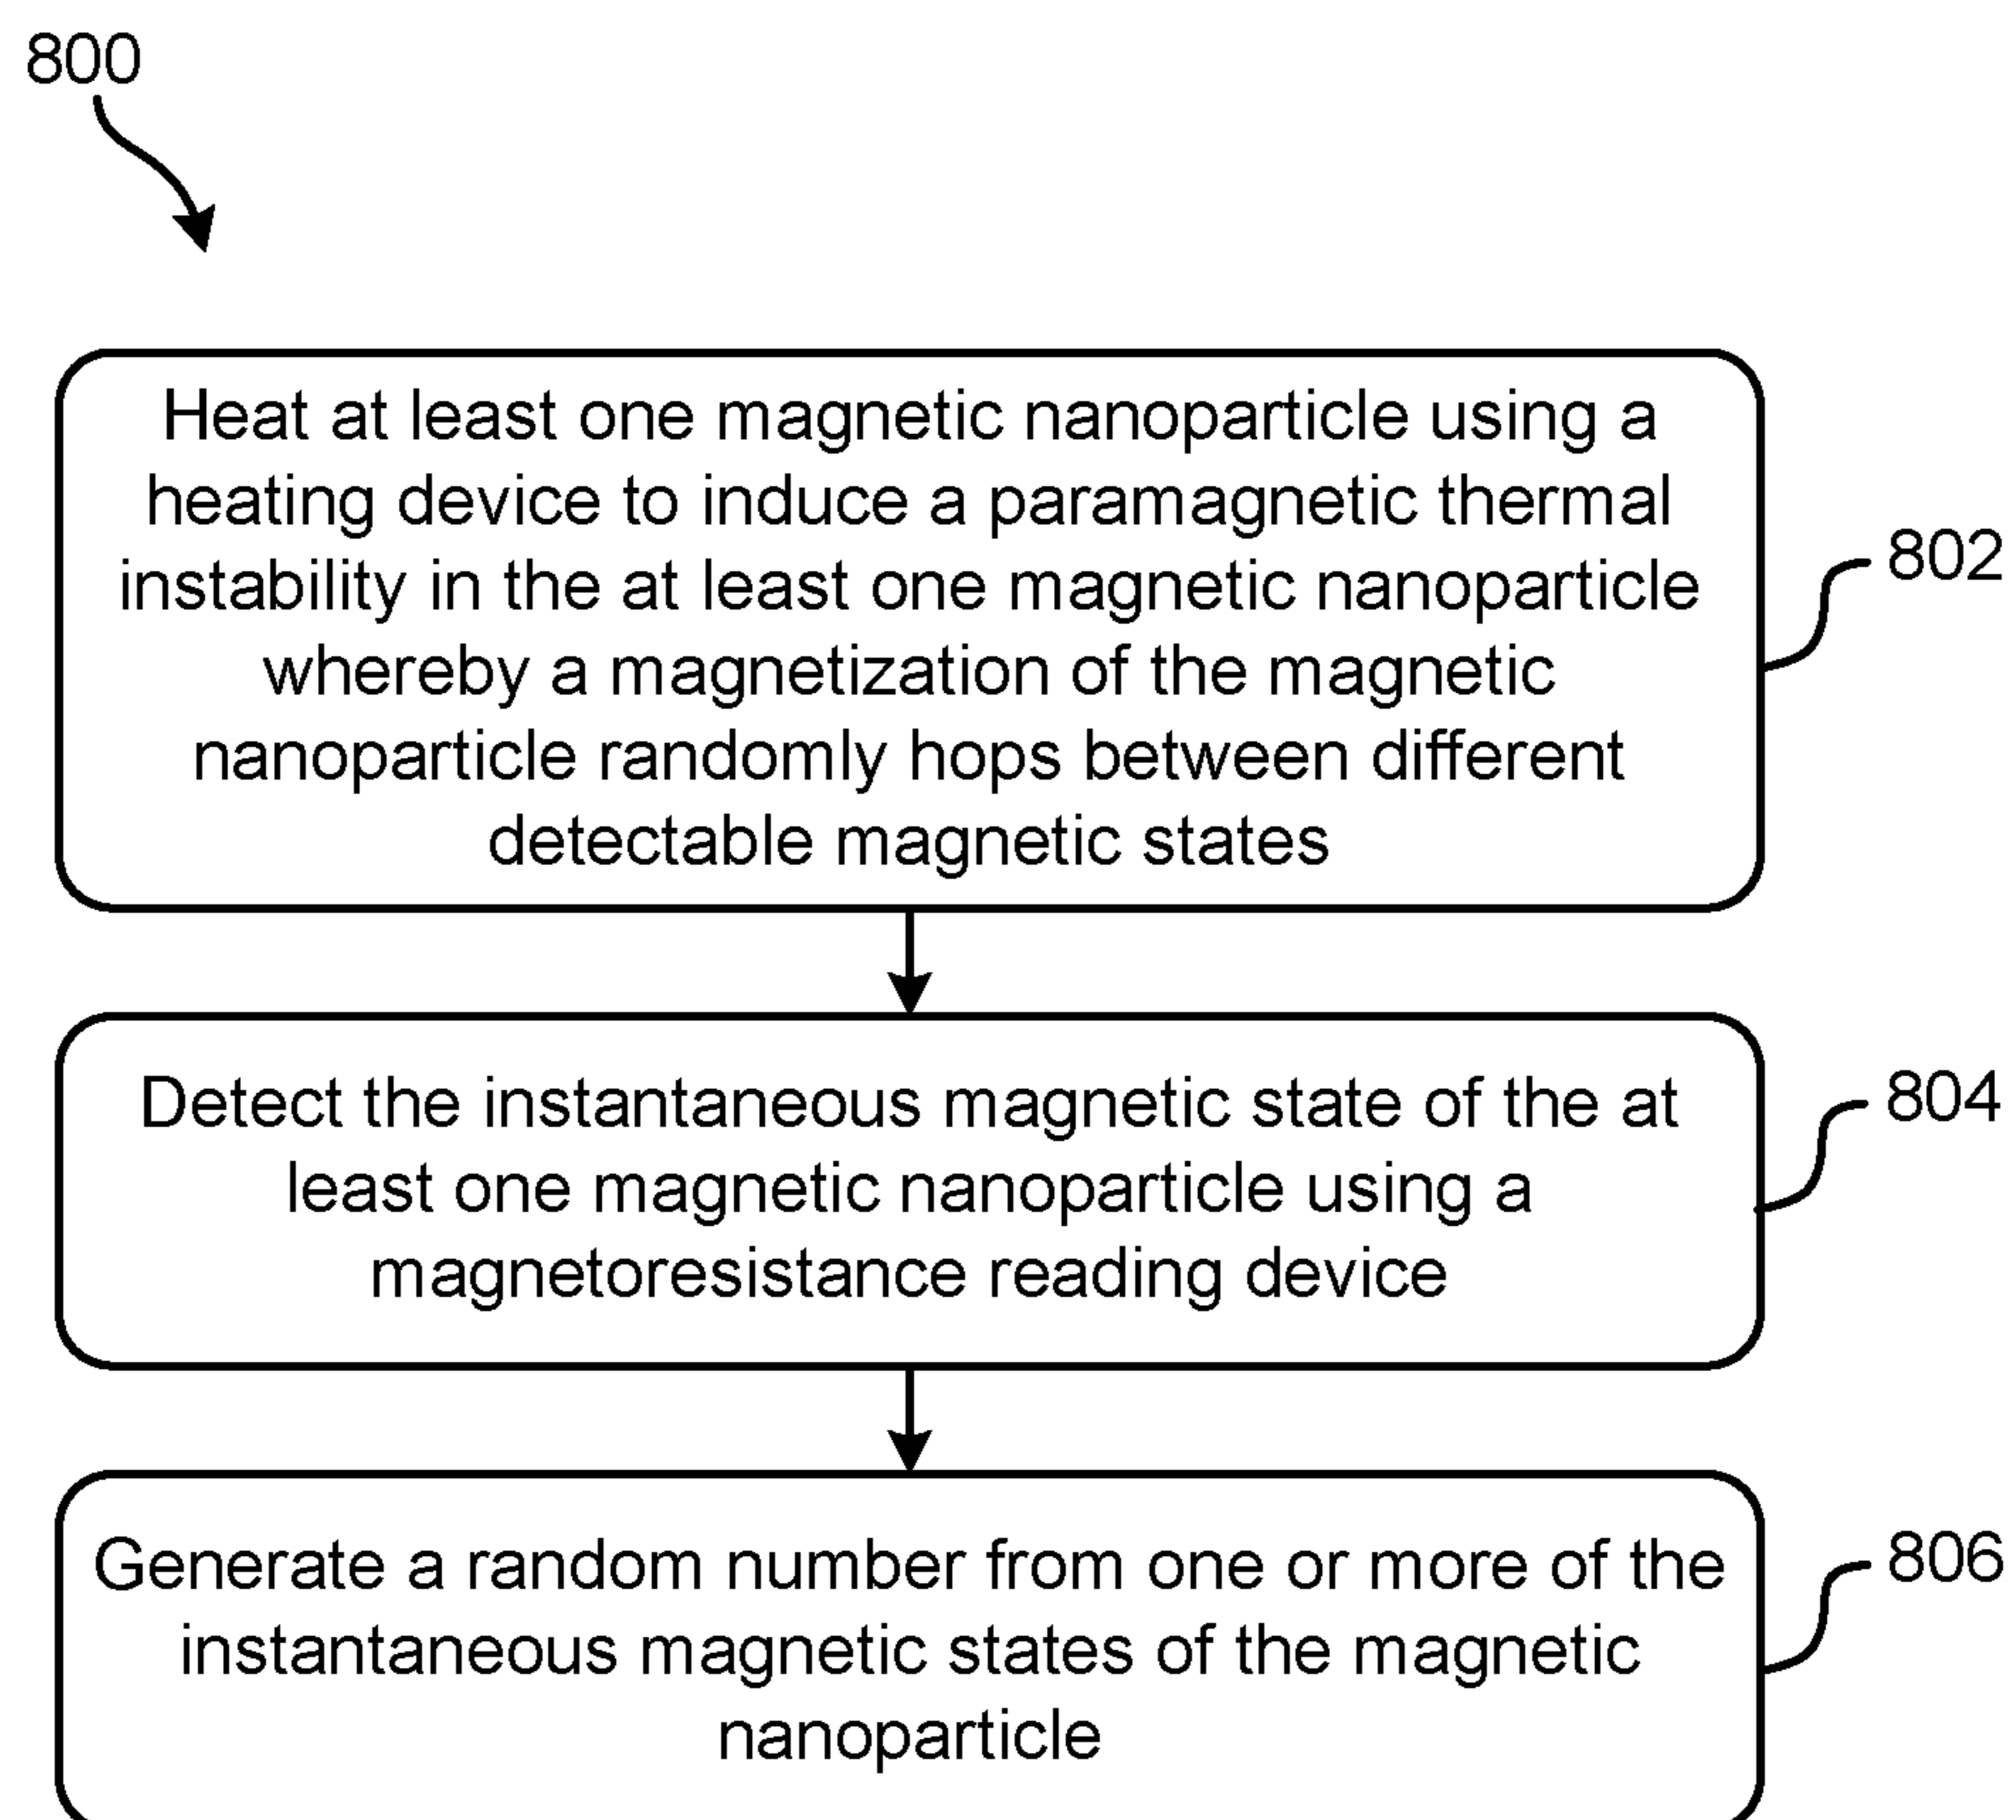 800
Heat at least one magnetic nanoparticle using a
heating device to induce a paramagnetic thermal
instability in the at least one magnetic nanoparticle
whereby a magnetization of the magnetic
nanoparticle randomly hops between different
detectable magnetic states
802
Detect the instantaneous magnetic state of the at
least one magnetic nanoparticle using a
magnetoresistance reading device
804
Generate a random number from one or more of the
instantaneous magnetic states of the magnetic
nanoparticle
806